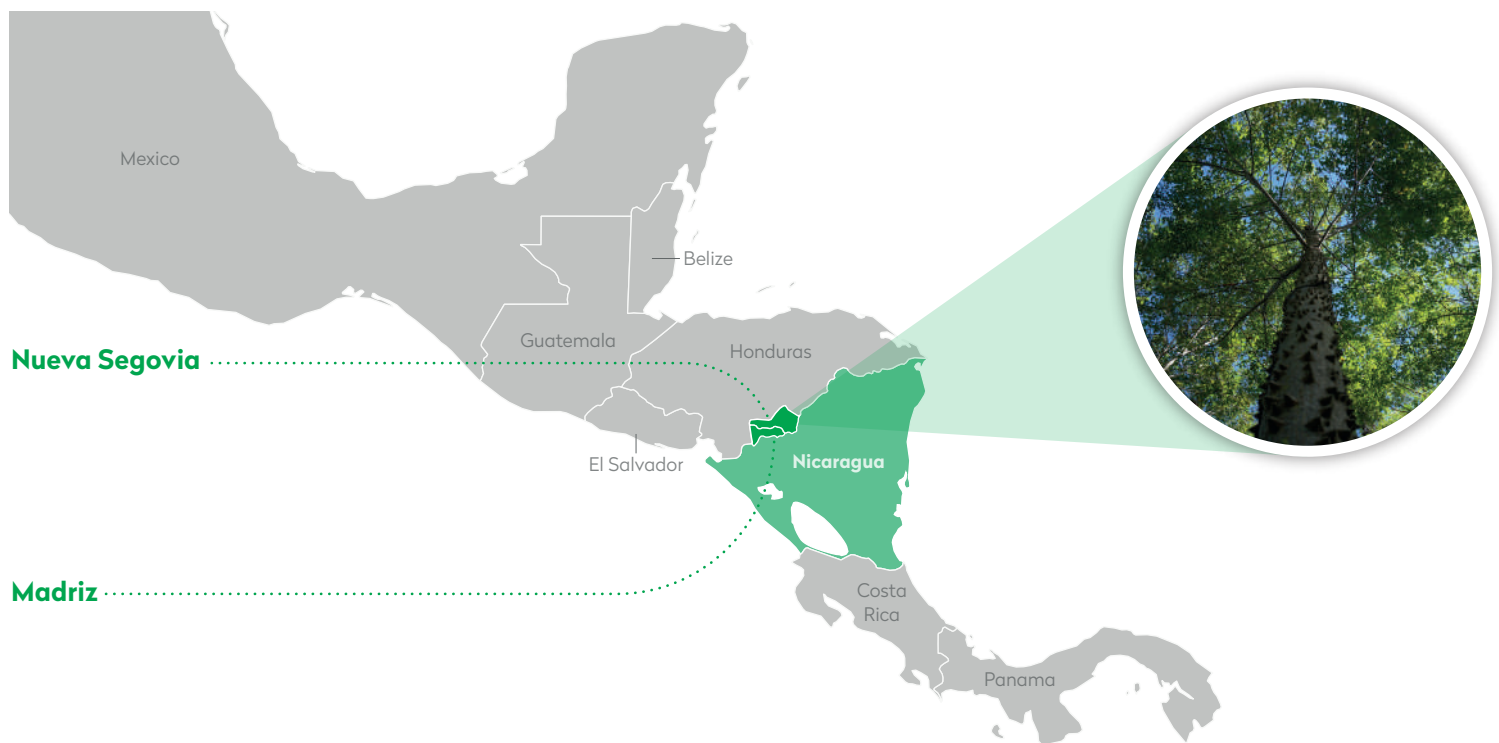 Mexico
Belize
Guatemala
Honduras
Nueva Segovia
El Salvador
Nicaragua
Madriz
Costa
Rica
Panama